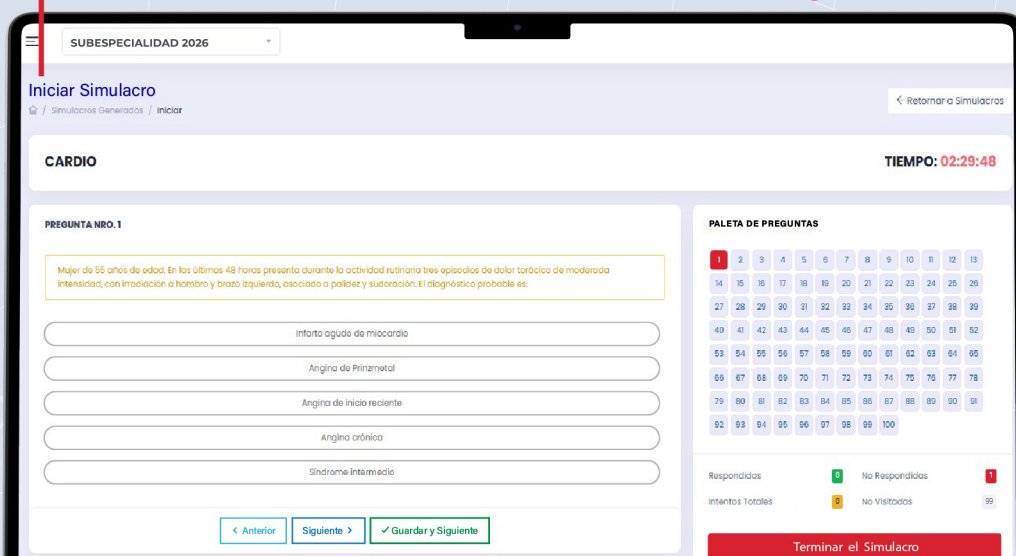 SUBESPECIALIDAD 2026
Iniciar Simulacro
/ Simulacros Generados / Iniciar
← Retornar a Simulacros
CARDIO
TIEMPO: 02:29:48
PREGUNTA NRO. 1
Mujer de 55 años de edad. En las últimas 48 horas presenta durante la actividad rutinaria tres episodios de dolor torácico de moderada
intensidad, con irradiación a hombro y brazo izquierdo, asociado a palidez y sudoración. El diagnóstico probable es:
Infarto agudo de miocardio
Angina de Prinzmetal
Angina de inicio reciente
Angina crónica
Síndrome intermedio
< Anterior
Siguiente >
✓ Guardar y Siguiente
PALETA DE PREGUNTAS
1 2 3 4 5 6 7 8 9 10 11 12 13
14 15 16 17 18 19 20 21 22 23 24 25 26
27 28 29 30 31 32 33 34 35 36 37 38 39
40 41 42 43 44 45 46 47 48 49 50 51 52
53 54 55 56 57 58 59 60 61 62 63 64 65
66 67 68 69 70 71 72 73 74 75 76 77 78
79 80 81 82 83 84 85 86 87 88 89 90 91
92 93 94 95 96 97 98 99 100
Respondidas 0 No Respondidas 1
Intentos Totales 0 No Visitadas 99
Terminar el Simulacro